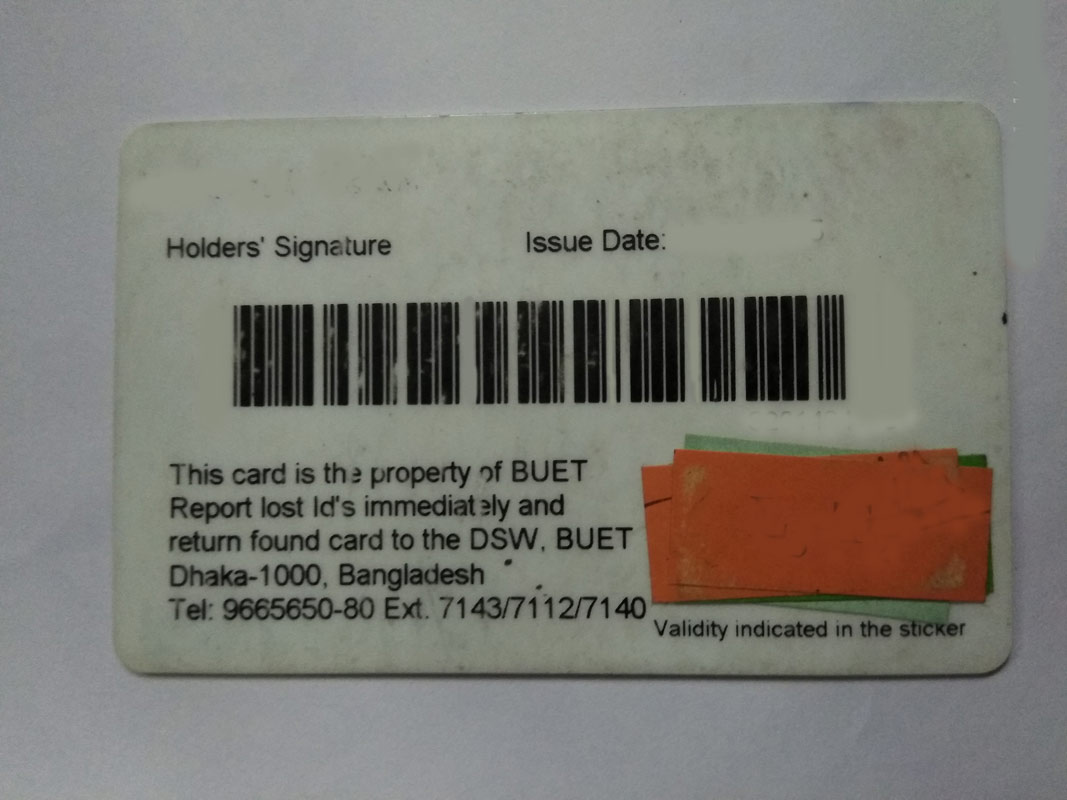 Holders' Signature
Issue Date:
This card is the property of BUET
Report lost Id's immediately and
return found card to the DSW, BUET
Dhaka-1000, Bangladesh
Tel: 9665650-80 Ext. 7143/7112/7140
Validity indicated in the sticker